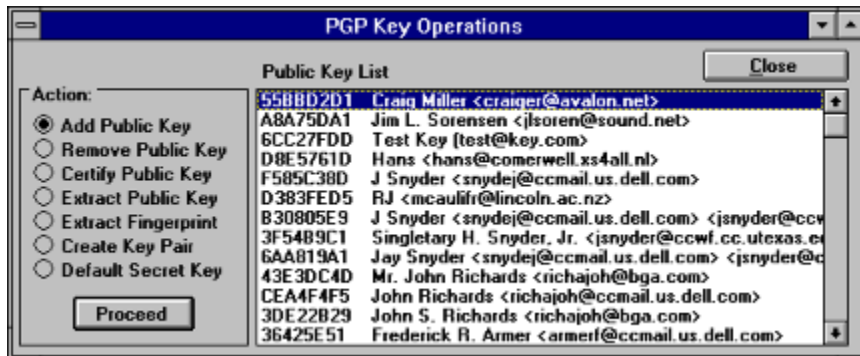 PGP Key Operations
Close
Public Key List
Action:
Add Public Key
Remove Public Key
Certify Public Key
Extract Public Key
Extract Fingerprint
Create Key Pair
Default Secret Key
Proceed
55BBD2D1 Craig Miller <craiger@avalon.net>
A8A75DA1 Jim L. Sorensen <jlsoren@sound.net>
6CC27FDD Test Key (test@key.com>
D8E5761D Hans <hans@comerwell.xs4all.nl>
F585C38D J Snyder <snydej@ccmail.us.dell.com>
D383FED5 RJ <mcaulifr@lincoln.ac.nz>
B30805E9 J Snyder <snydej@ccmail.us.dell.com> <jsnyder@ccw
3F54B9C1 Singletary H. Snyder, Jr. <jsnyder@ccwf.cc.utexas.e
6AA819A1 Jay Snyder <snydej@ccmail.us.dell.com> <jsnyder@c
43E3DC4D Mr. John Richards <richajoh@bga.com>
CEA4F4F5 John Richards <richajoh@ccmail.us.dell.com>
3DE22B29 John S. Richards <richajoh@bga.com>
36425E51 Frederick R. Armer <armerf@ccmail.us.dell.com>